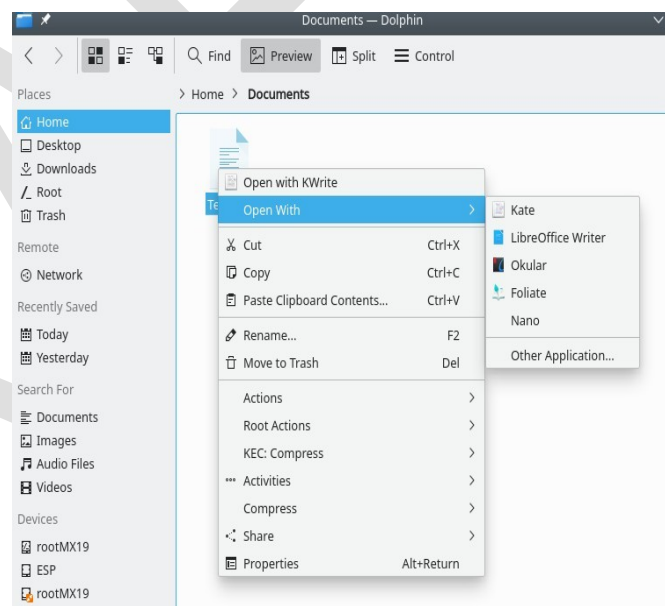 Documents — Dolphin
Find Preview Split Control
Places
Home
Desktop
Downloads
Root
Trash
Remote
Network
Recently Saved
Today
Yesterday
Search For
Documents
Images
Audio Files
Videos
Devices
rootMX19
ESP
rootMX19
> Home > Documents
Te
Open with KWrite
Open With
Cut Ctrl+X
Copy Ctrl+C
Paste Clipboard Contents... Ctrl+V
Rename... F2
Move to Trash Del
Actions
Root Actions
KEC: Compress
Activities
Compress
Share
Properties Alt+Return
Kate
LibreOffice Writer
Okular
Foliate
Nano
Other Application...